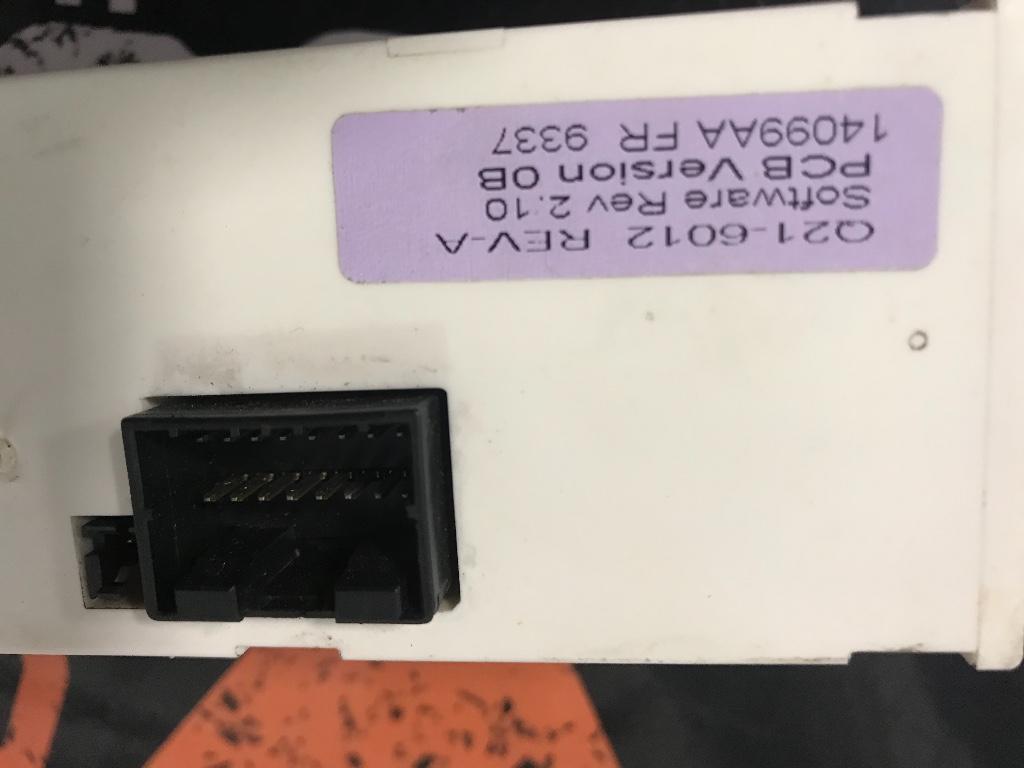 Q21-6012 REV-A
Software Rev 2.10
PCB Version 0B
14099AA FR 9337